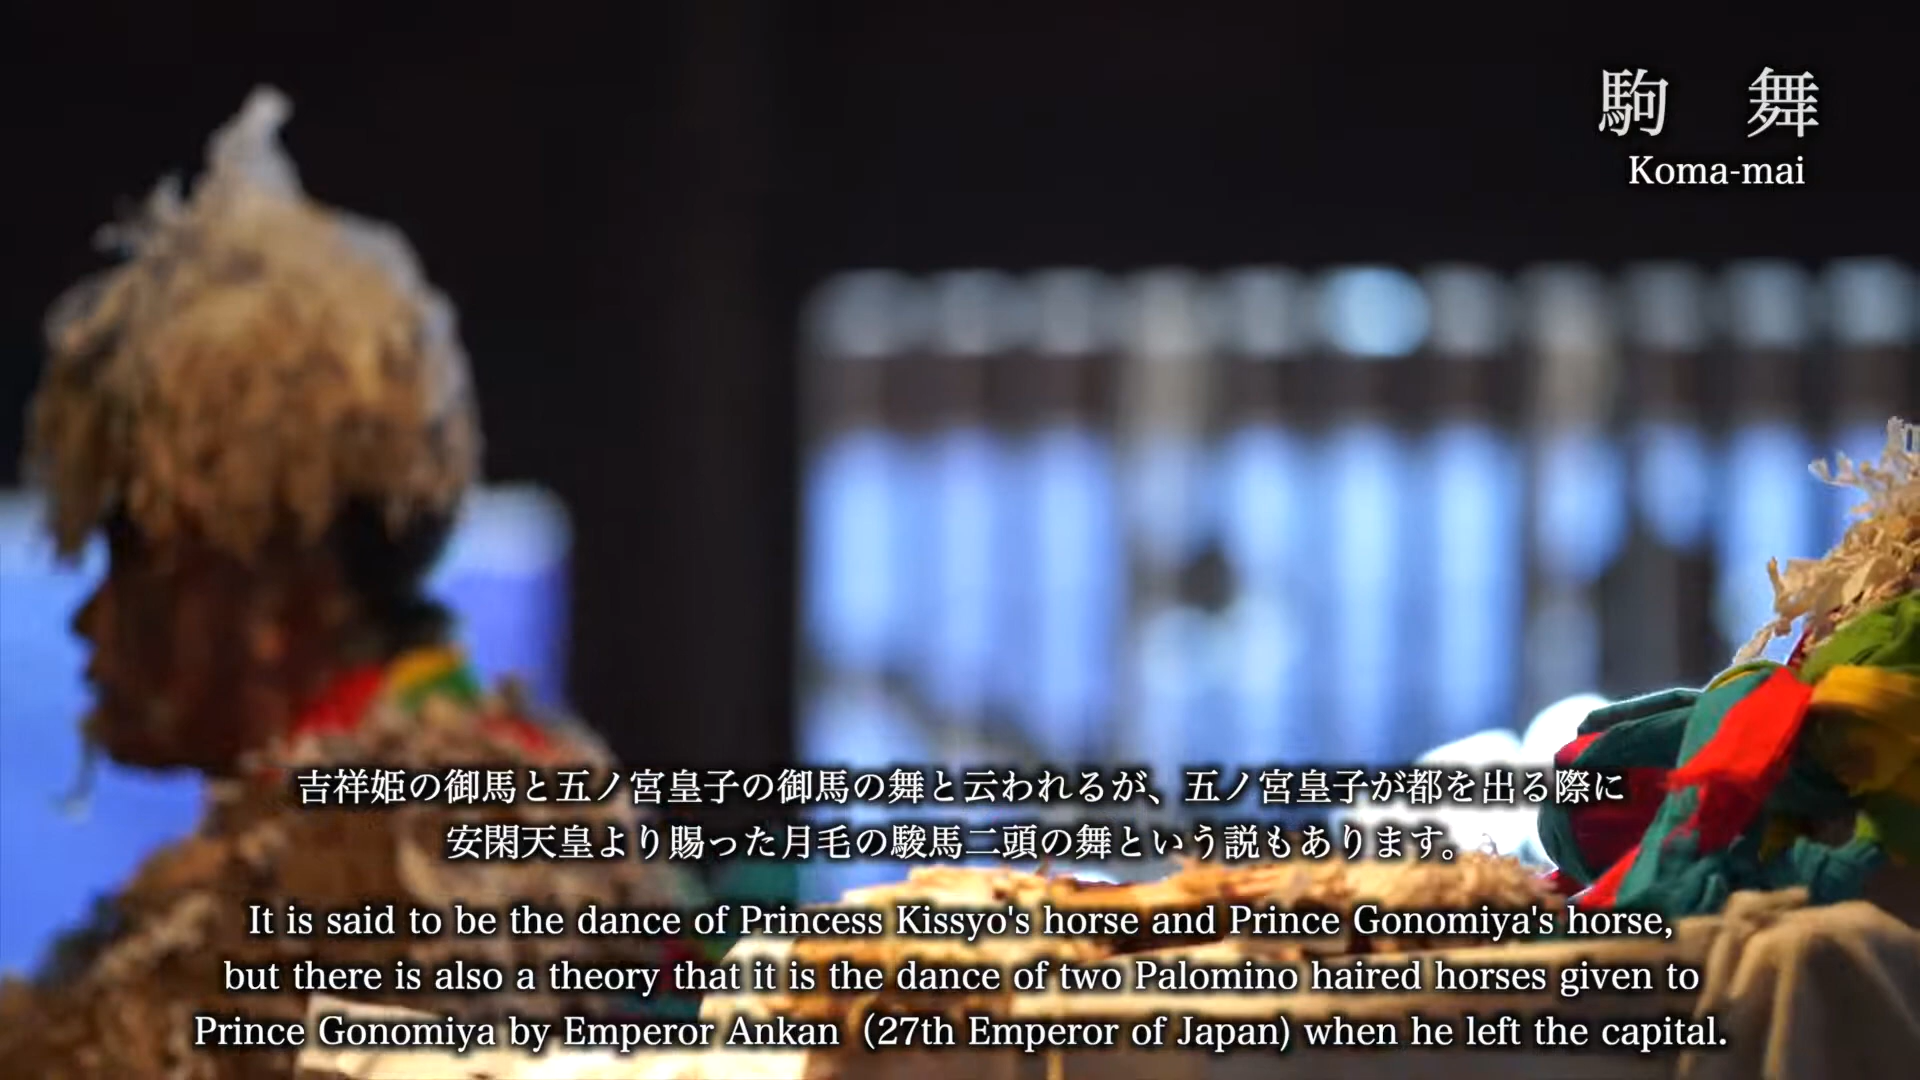 駒 舞
Koma-mai
吉祥姫の御馬と五ノ宮皇子の御馬の舞と云われるが、五ノ宮皇子が都を出る際に
安閑天皇より賜った月毛の駿馬二頭の舞という説もあります。
It is said to be the dance of Princess Kissyo's horse and Prince Gonomiya's horse,
but there is also a theory that it is the dance of two Palomino haired horses given to
Prince Gonomiya by Emperor Ankan (27th Emperor of Japan) when he left the capital.